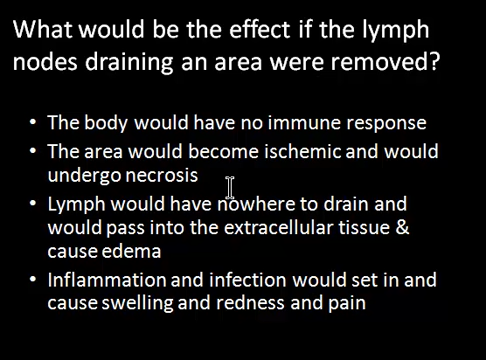 What would be the effect if the lymph
nodes draining an area were removed?
• The body would have no immune response
• The area would become ischemic and would
undergo necrosis
• Lymph would have nowhere to drain and
would pass into the extracellular tissue &
cause edema
• Inflammation and infection would set in and
cause swelling and redness and pain